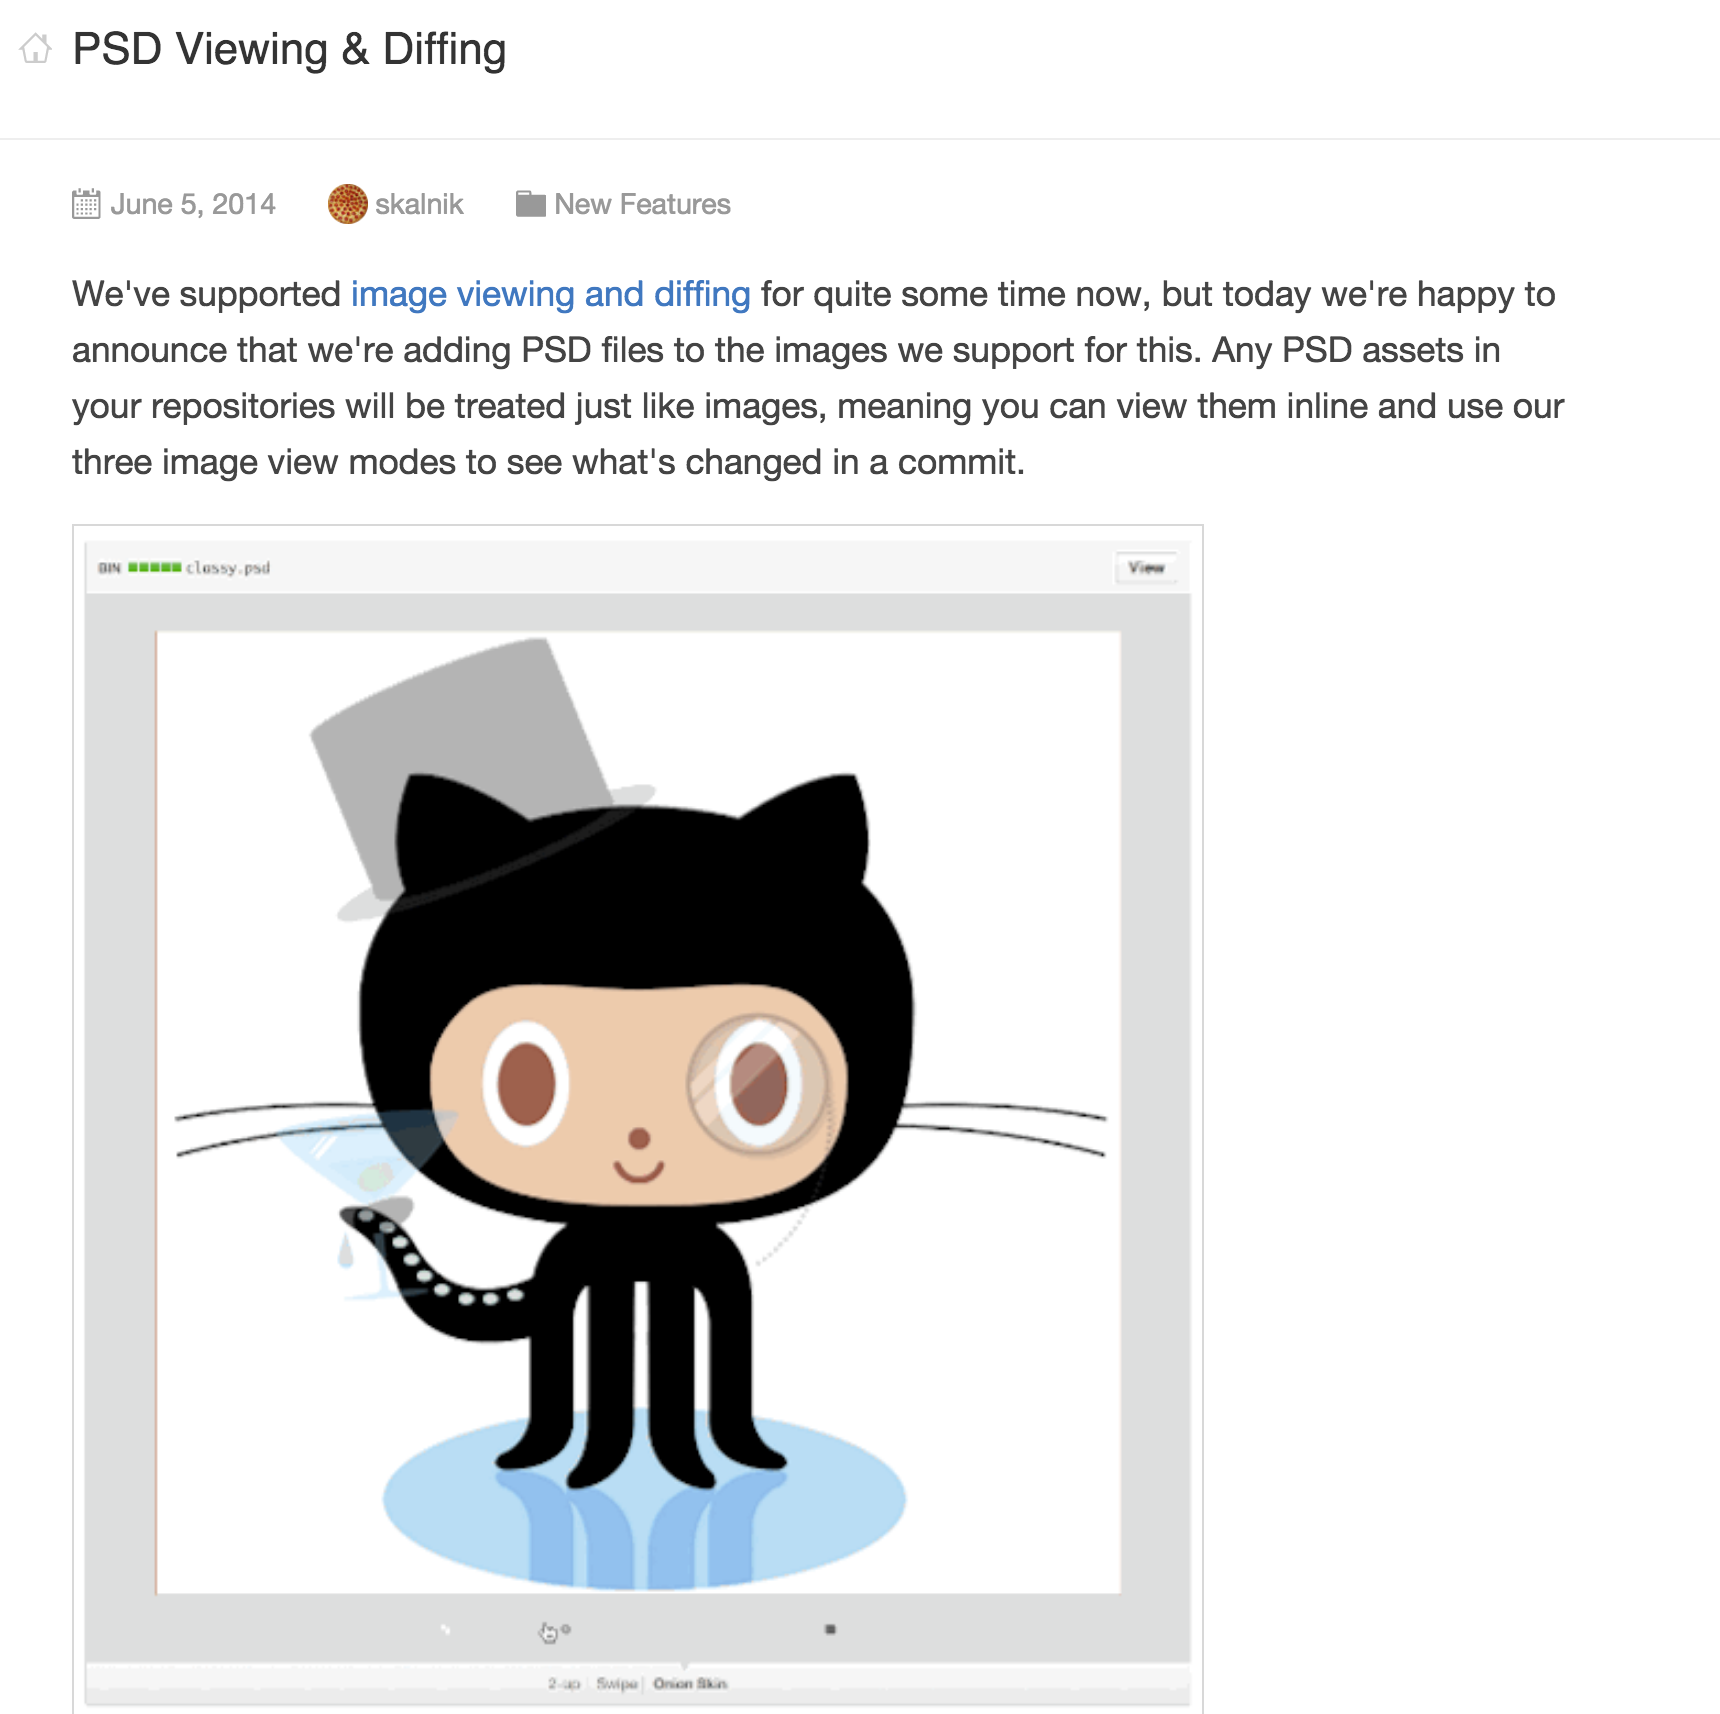 PSD Viewing & Diffing
June 5, 2014 skalnik New Features
We've supported image viewing and diffing for quite some time now, but today we're happy to
announce that we're adding PSD files to the images we support for this. Any PSD assets in
your repositories will be treated just like images, meaning you can view them inline and use our
three image view modes to see what's changed in a commit.
BIN classy.psd View
2-up Swipe Onion Skin